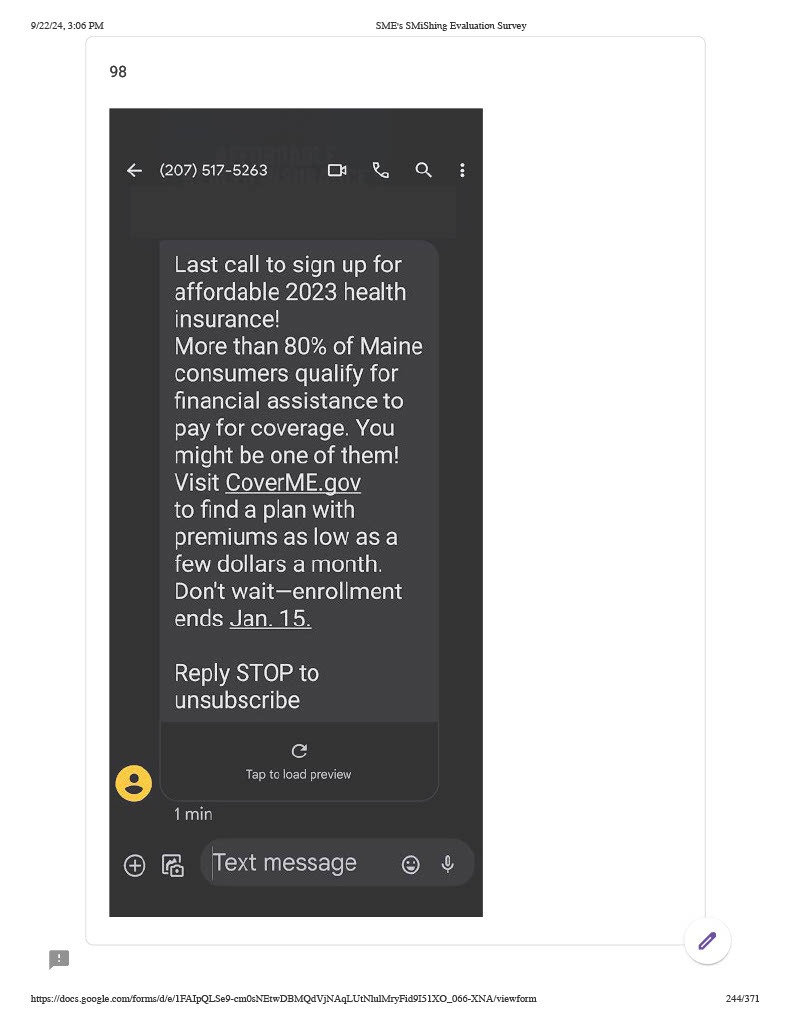 9/22/24, 3:06 PM SME's SMiShing Evaluation Survey
98
(207) 517-5263
Last call to sign up for
affordable 2023 health
insurance!
More than 80% of Maine
consumers qualify for
financial assistance to
pay for coverage. You
might be one of them!
Visit CoverME.gov
to find a plan with
premiums as low as a
few dollars a month.
Don't wait—enrollment
ends Jan. 15.
Reply STOP to
unsubscribe
Tap to load preview
1 min
Text message
https://docs.google.com/forms/d/e/1FAIpQLSe9-cm0sNEtwDBMQdVjNAqLUtNlulMryFid9I51XO_066-XNA/viewform 244/371